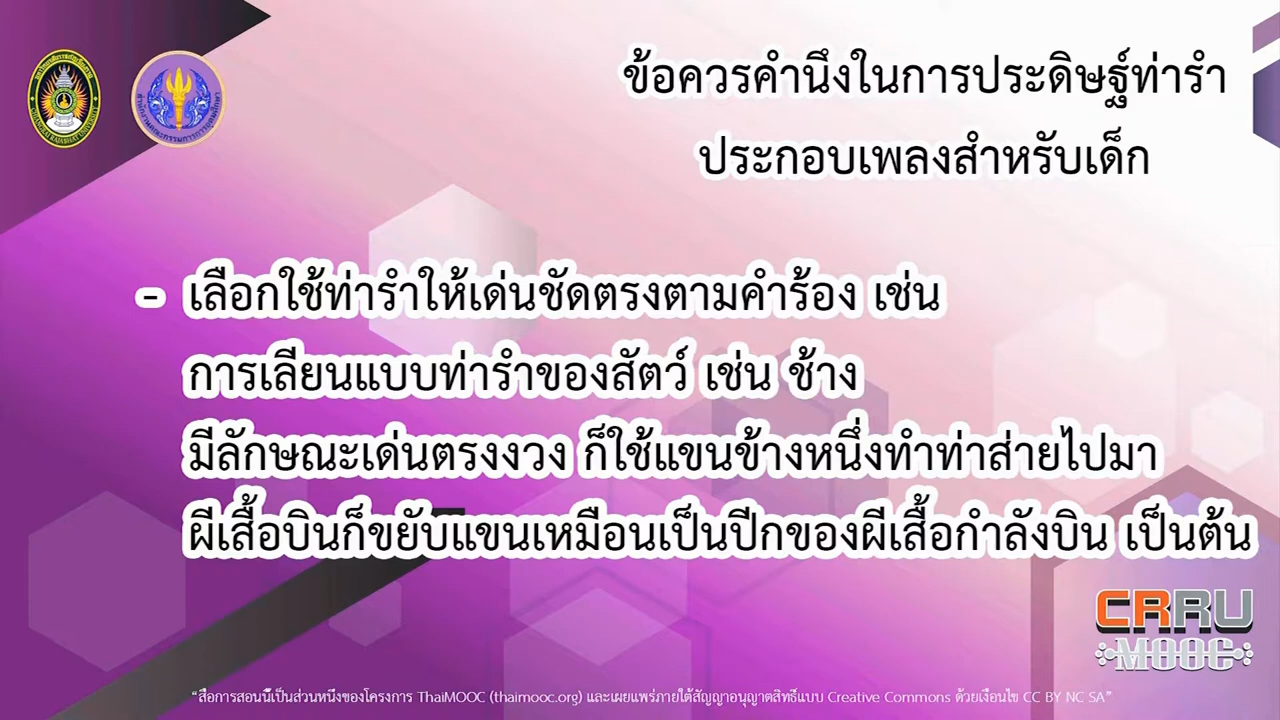 ข้อควรคำนึงในการประดิษฐ์ท่ารำ
ประกอบเพลงสำหรับเด็ก
- เลือกใช้ท่ารำให้เด่นชัดตรงตามคำร้อง เช่น
การเลียนแบบท่ารำของสัตว์ เช่น ช้าง
มีลักษณะเด่นตรงงวง ก็ใช้แขนข้างหนึ่งทำท่าส่ายไปมา
ผีเสื้อบินก็ขยับแขนเหมือนเป็นปีกของผีเสื้อกำลังบิน เป็นต้น
CRRU
MOOC
“สื่อการสอนนี้เป็นส่วนหนึ่งของโครงการ ThaiMOOC (thaimooc.org) และเผยแพร่ภายใต้สัญญาอนุญาตสิทธิ์แบบ Creative Commons ด้วยเงื่อนไข CC BY NC SA”